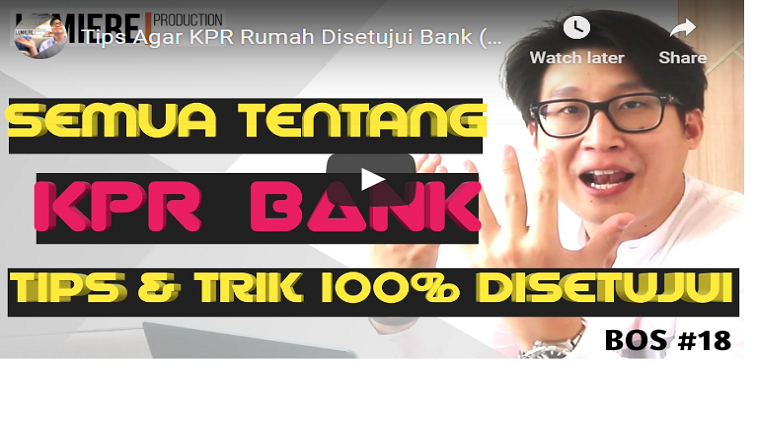 LUMIERE PRODUCTION
Tips Agar KPR Rumah Disetujui Bank (...
Watch later
Share
SEMUA TENTANG
KPR BANK
TIPS & TRIK 100% DISETUJUI
BOS #18